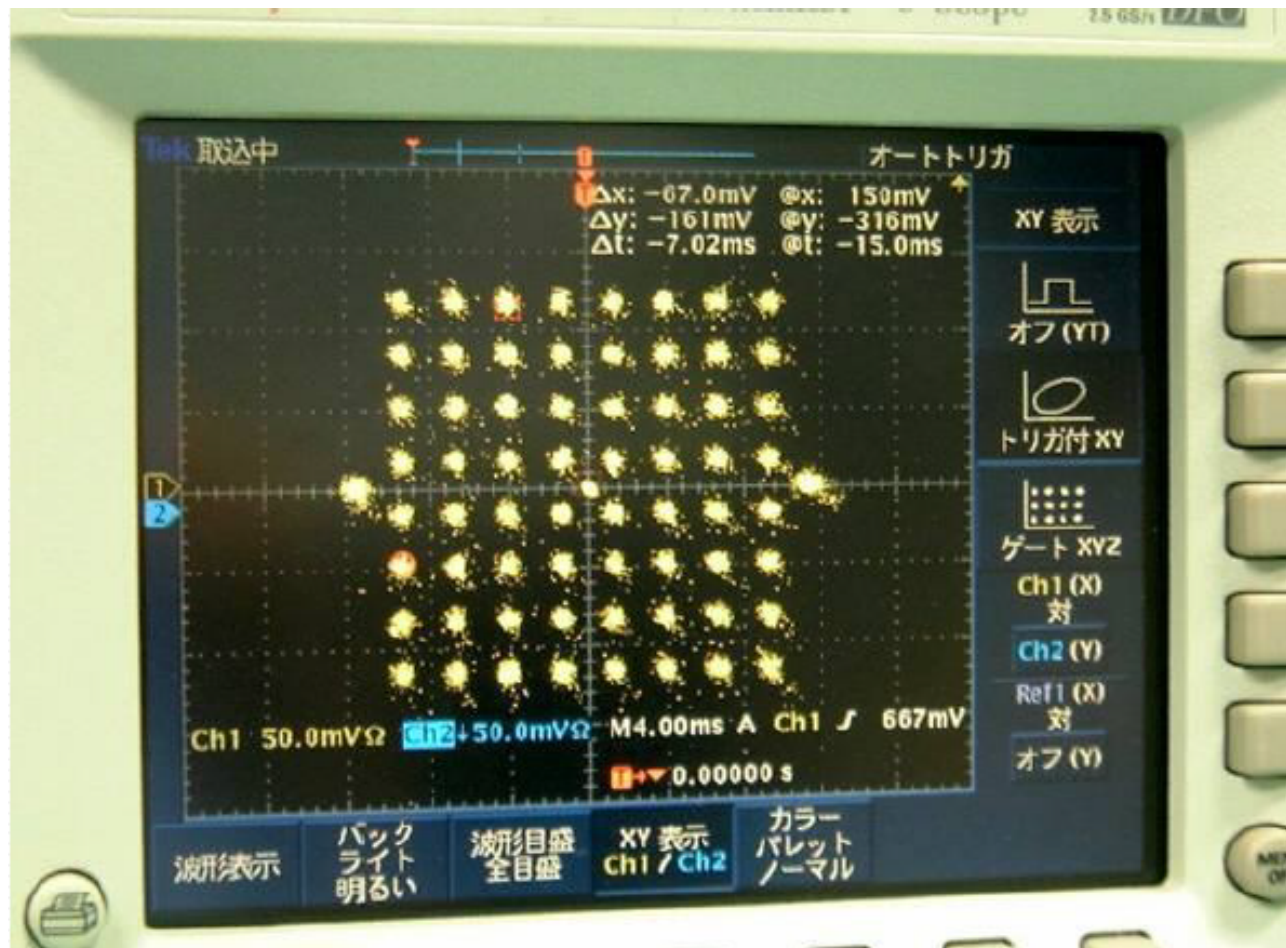 2.5 GS/s DPO
Tek 取込中
オートトリガ
Δx: -67.0mV @x: 150mV
Δy: -161mV @y: -316mV
Δt: -7.02ms @t: -15.0ms
XY 表示
オフ (YT)
トリガ付 XY
ゲート XYZ
1
2
Ch1 (X)
対
Ch2 (Y)
Ref1 (X)
対
オフ (Y)
Ch1 50.0mVΩ Ch2↓50.0mVΩ M4.00ms A Ch1 ∫ 667mV
T→▼ 0.00000 s
波形表示
バック
ライト
明るい
波形目盛
全目盛
XY 表示
Ch1 / Ch2
カラー
パレット
ノーマル